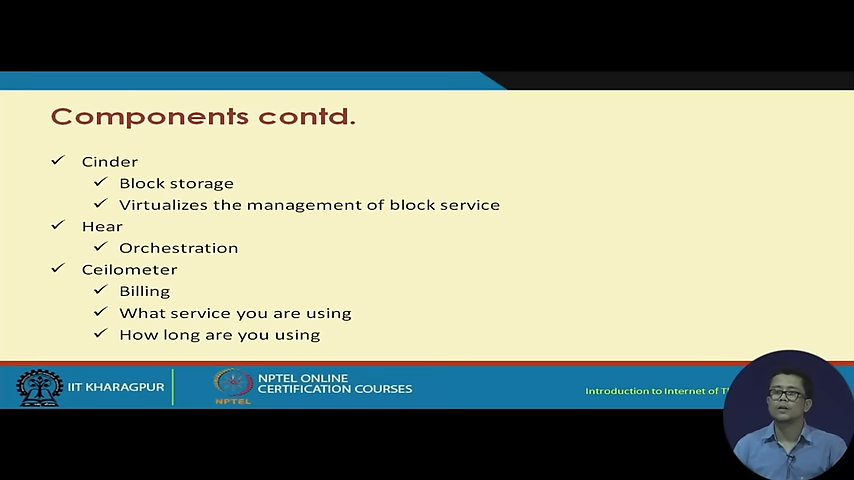 Components contd.
✓ Cinder
✓ Block storage
✓ Virtualizes the management of block service
✓ Hear
✓ Orchestration
✓ Ceilometer
✓ Billing
✓ What service you are using
✓ How long are you using
IIT KHARAGPUR
NPTEL ONLINE
CERTIFICATION COURSES
NPTEL
Introduction to Internet of